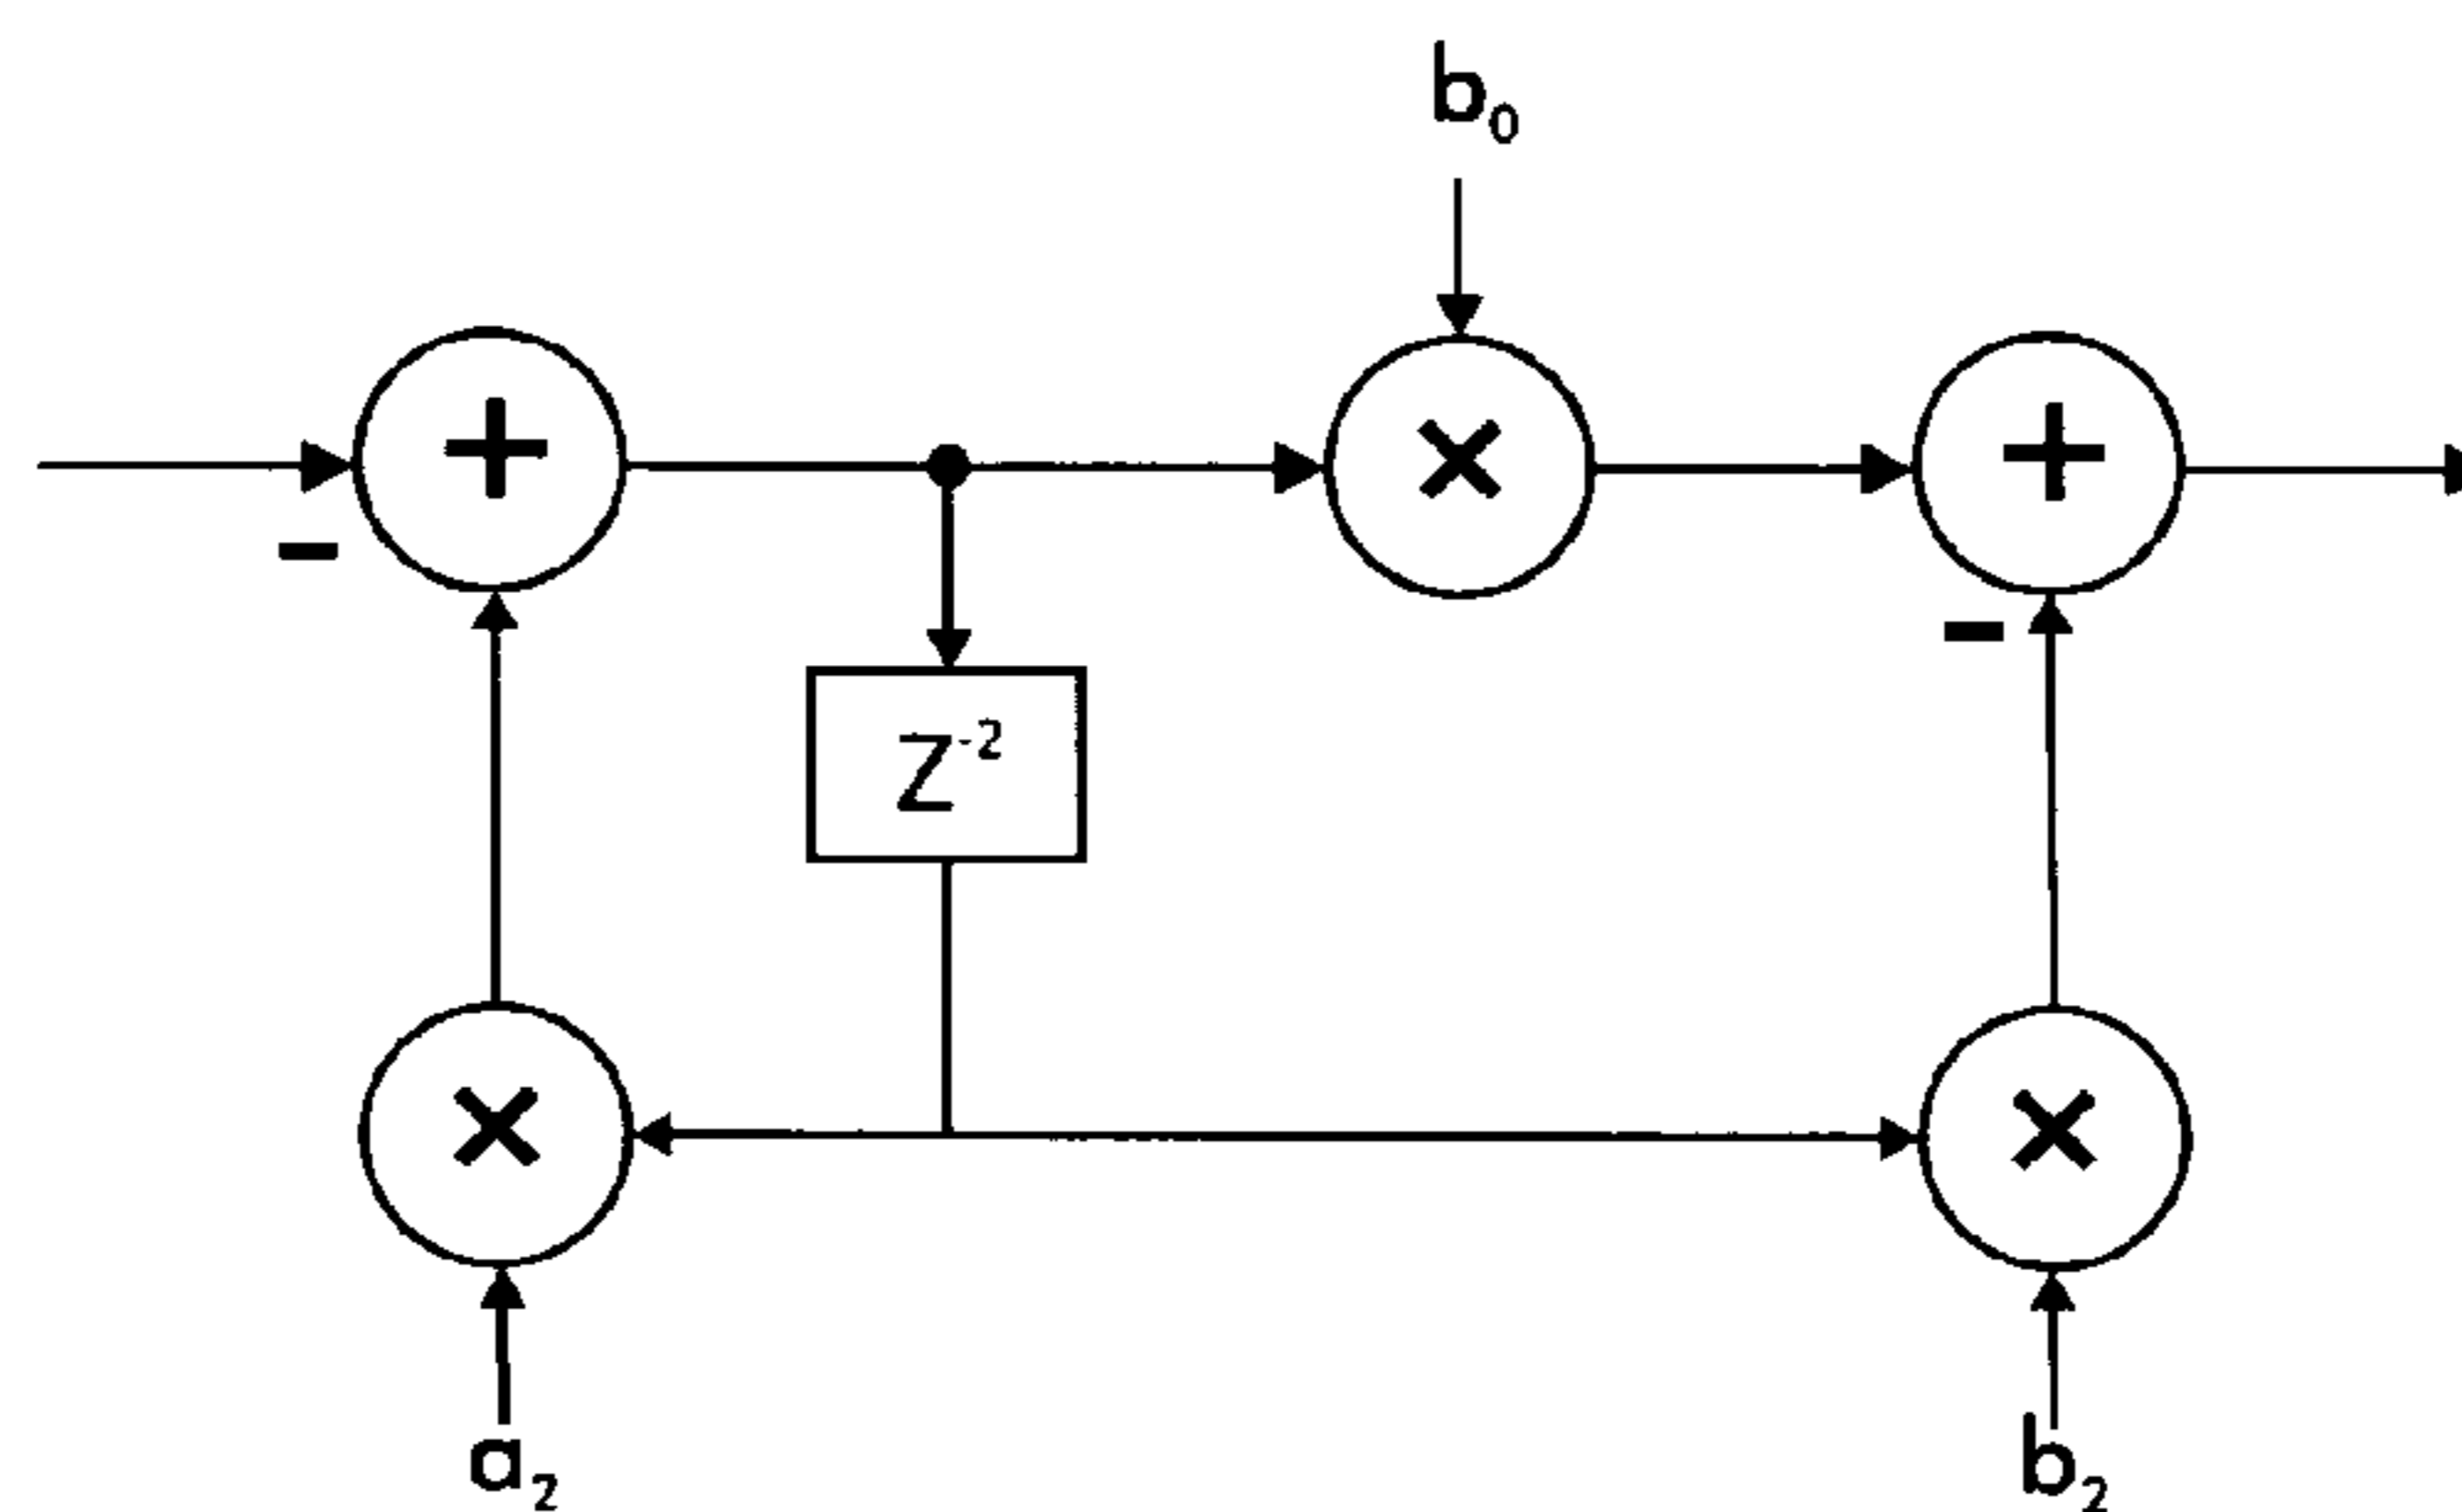 b₀
+
×
+
−
−
Z⁻²
×
×
a₂
b₂